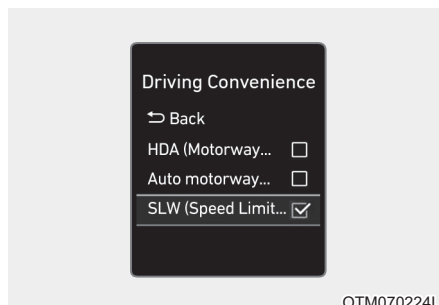 Driving Convenience
Back
HDA (Motorway...
Auto motorway...
SLW (Speed Limit...
OTM070224L